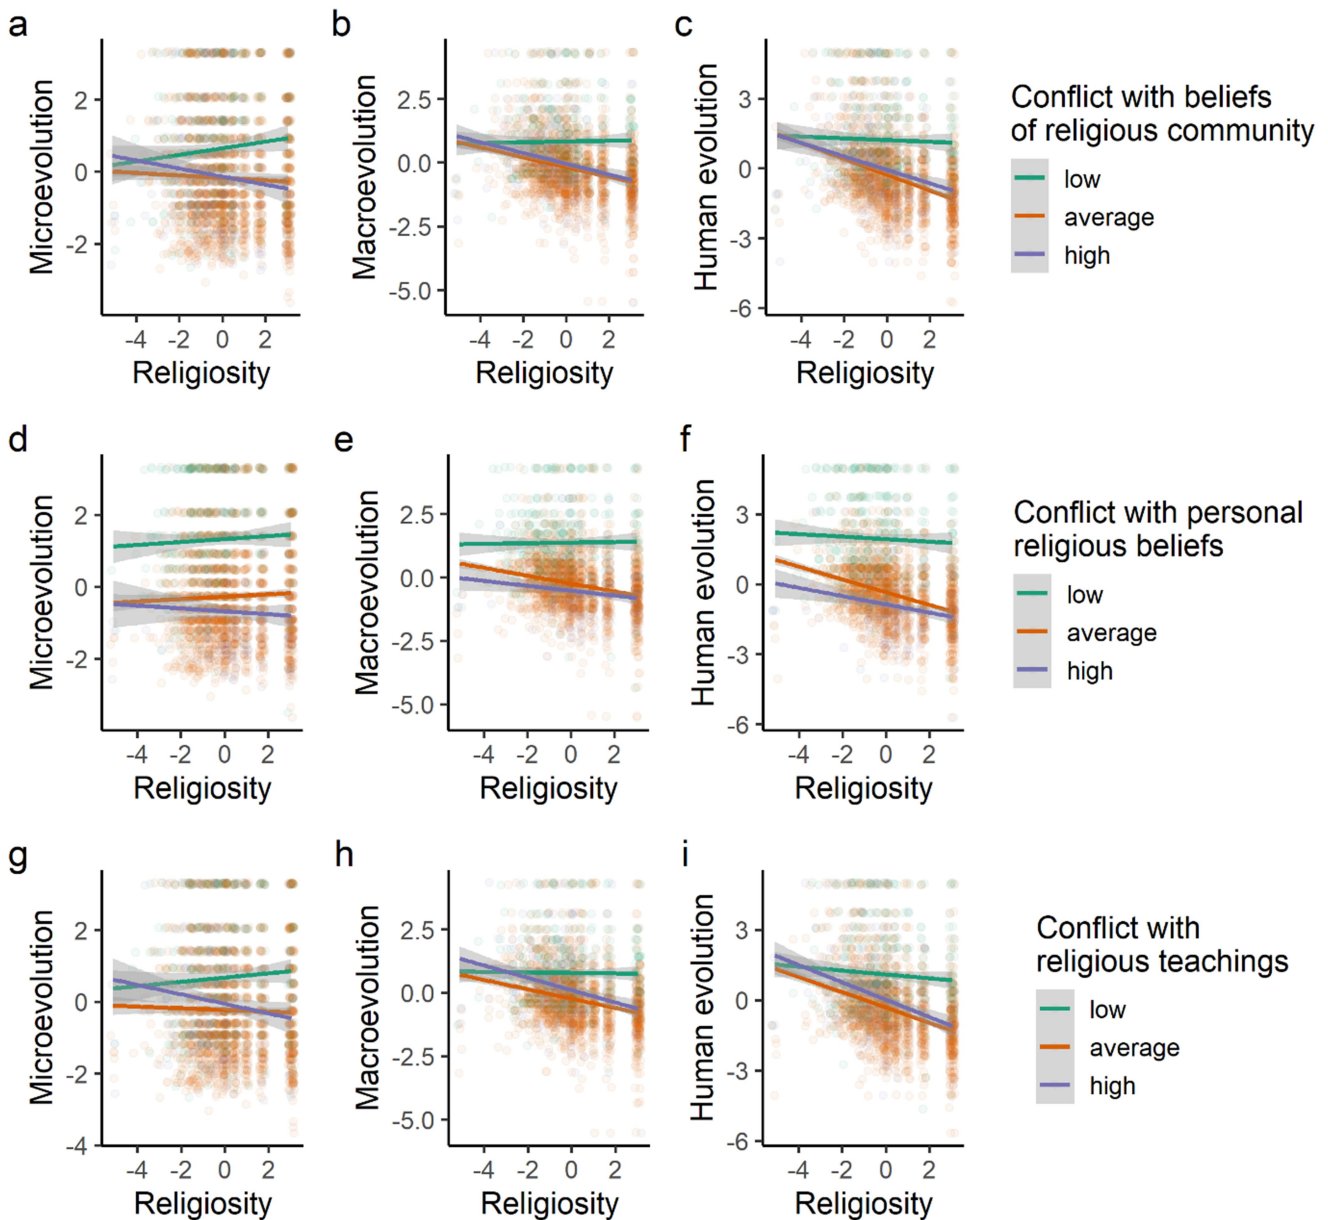 a
b
c
Microevolution
2
0
-2
-4 -2 0 2
Religiosity
Macroevolution
2.5
0.0
-2.5
-5.0
-4 -2 0 2
Religiosity
Human evolution
3
0
-3
-6
-4 -2 0 2
Religiosity
Conflict with beliefs
of religious community
low
average
high
d
e
f
Microevolution
2
0
-2
-4 -2 0 2
Religiosity
Macroevolution
2.5
0.0
-2.5
-5.0
-4 -2 0 2
Religiosity
Human evolution
3
0
-3
-6
-4 -2 0 2
Religiosity
Conflict with personal
religious beliefs
low
average
high
g
h
i
Microevolution
2
0
-2
-4
-4 -2 0 2
Religiosity
Macroevolution
2.5
0.0
-2.5
-5.0
-4 -2 0 2
Religiosity
Human evolution
3
0
-3
-6
-4 -2 0 2
Religiosity
Conflict with
religious teachings
low
average
high